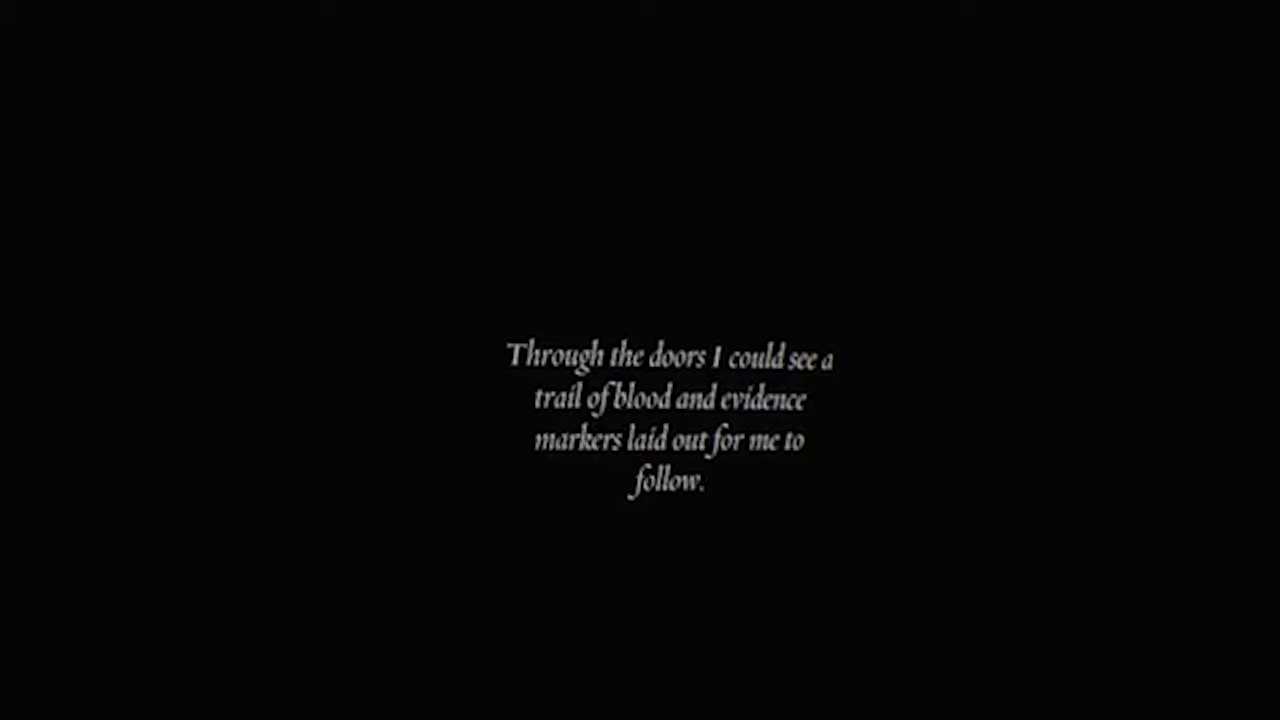 Through the doors I could see a
trail of blood and evidence
markers laid out for me to
follow.